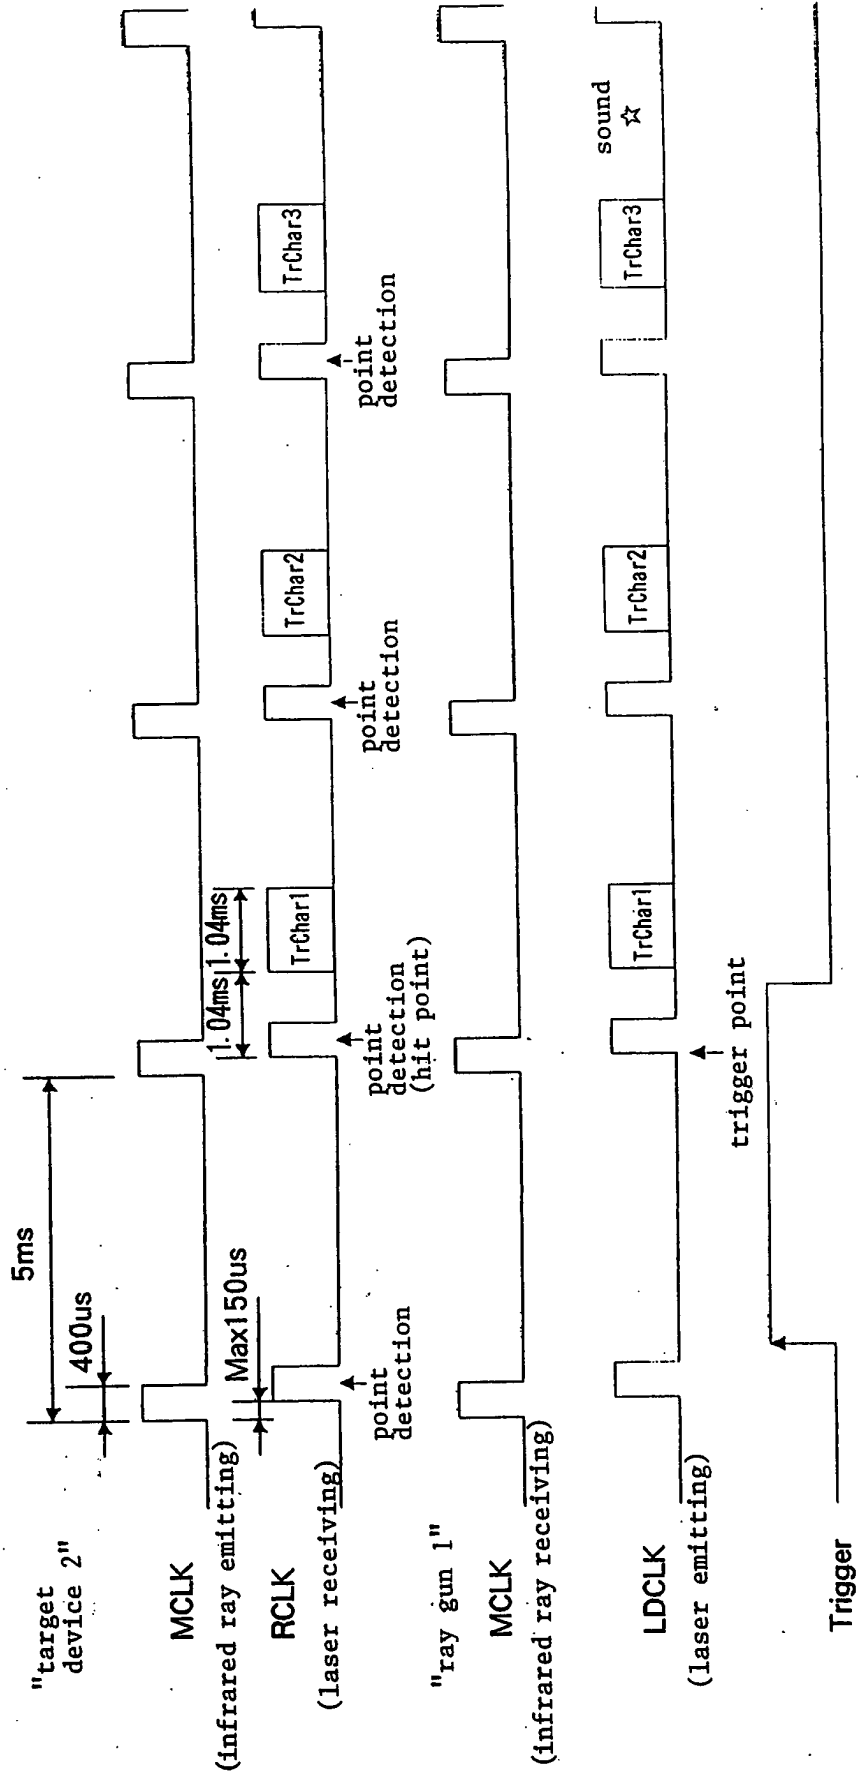 5ms
400us
"target
device 2"
MCLK
(infrared ray emitting)
Max150us
1.04ms
1.04ms
RCLK
(laser receiving)
TrChar1
TrChar2
TrChar3
point
detection
point
detection
(hit point)
point
detection
point
detection
"ray gun 1"
MCLK
(infrared ray receiving)
sound
☆
LDCLK
(laser emitting)
TrChar1
TrChar2
TrChar3
trigger point
Trigger